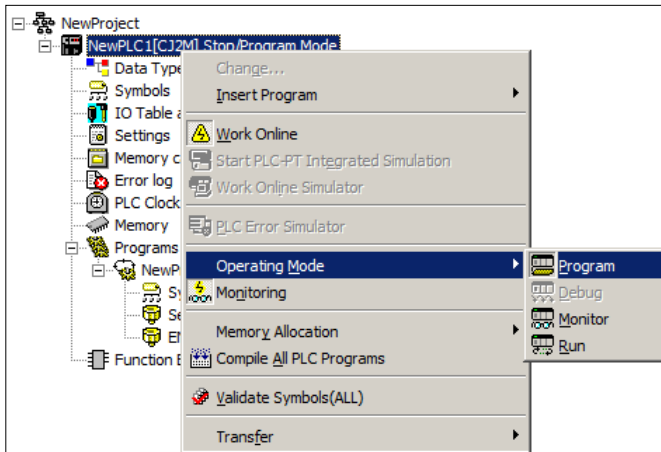 NewProject
NewPLC1[CJ2M] Stop/Program Mode
Data Type
Change...
Symbols
Insert Program
IO Table a
Settings
Work Online
Memory c
Start PLC-PT Integrated Simulation
Error log
Work Online Simulator
PLC Clock
Memory
PLC Error Simulator
Programs
NewP
Operating Mode
Program
Sy
Monitoring
Debug
Se
Monitor
EN
Memory Allocation
Run
Function B
Compile All PLC Programs
Validate Symbols(ALL)
Transfer